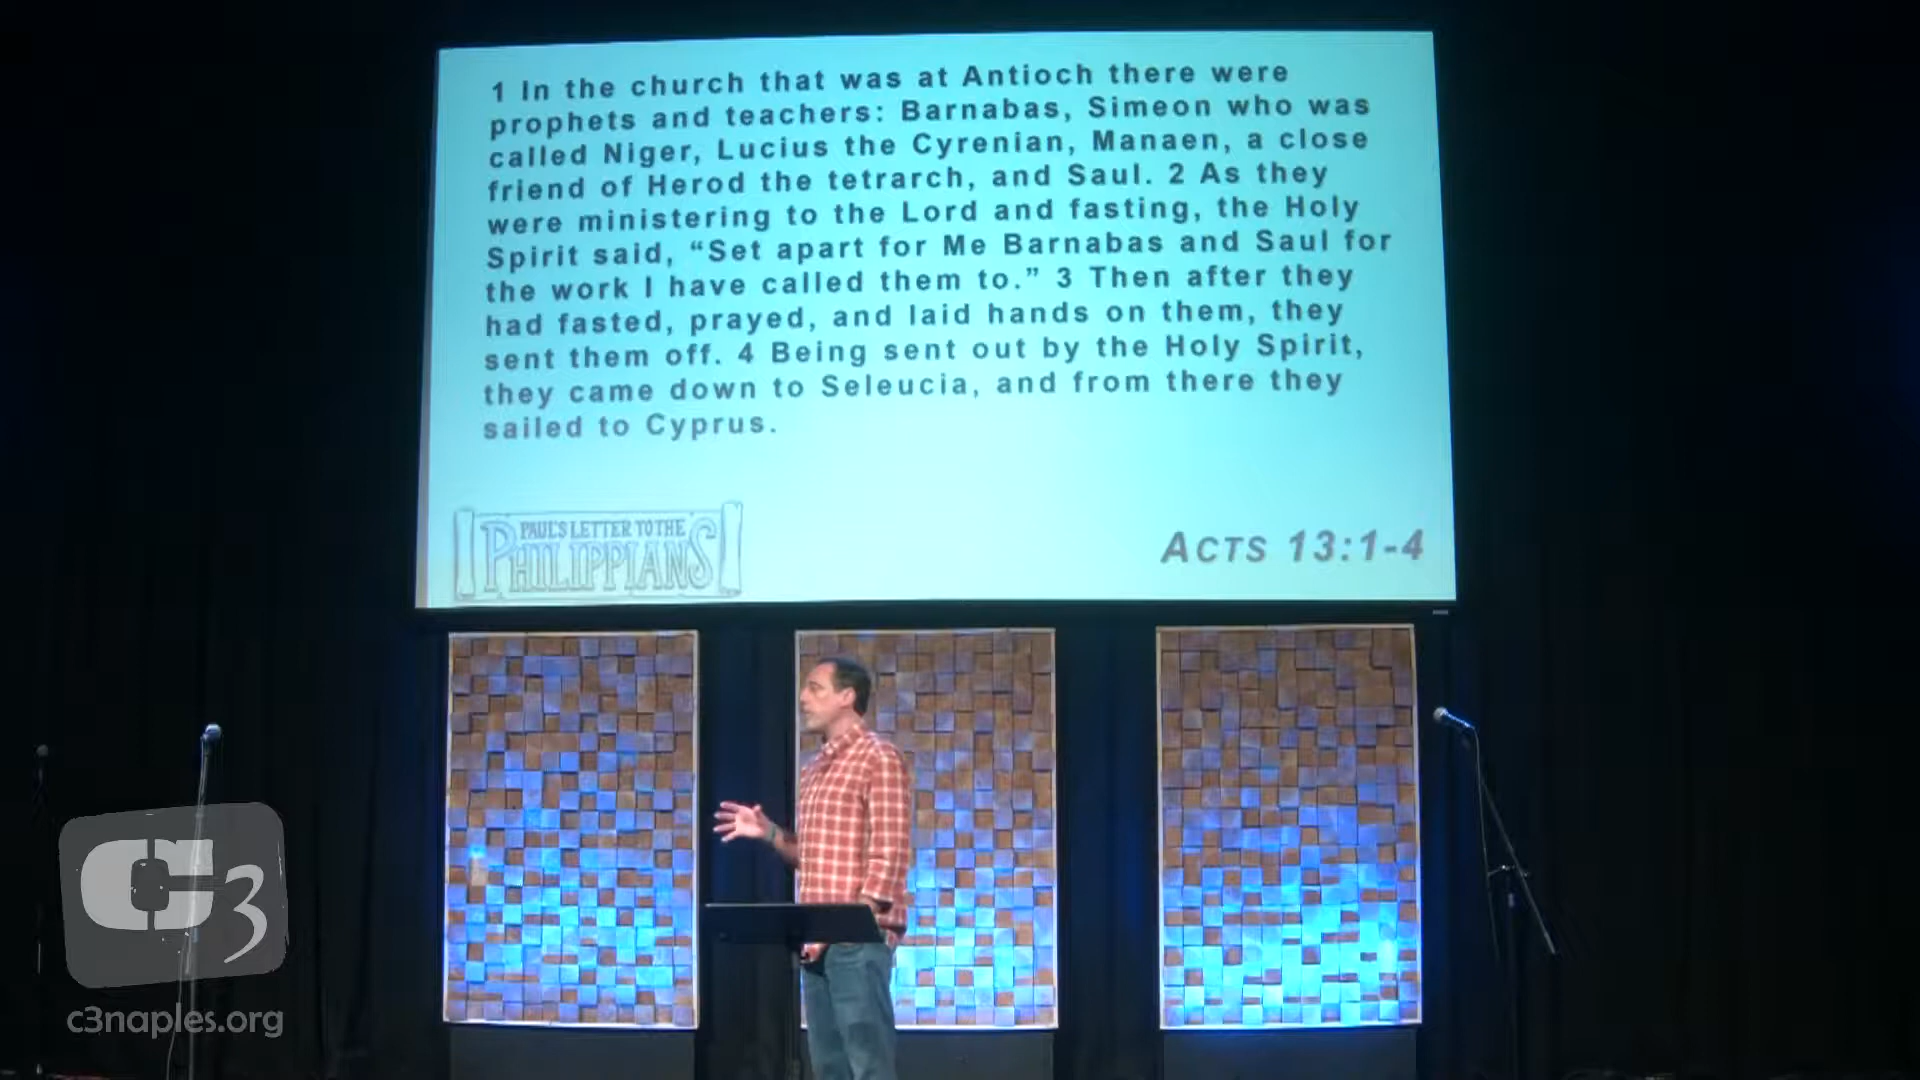 1 In the church that was at Antioch there were
prophets and teachers: Barnabas, Simeon who was
called Niger, Lucius the Cyrenian, Manaen, a close
friend of Herod the tetrarch, and Saul. 2 As they
were ministering to the Lord and fasting, the Holy
Spirit said, “Set apart for Me Barnabas and Saul for
the work I have called them to.” 3 Then after they
had fasted, prayed, and laid hands on them, they
sent them off. 4 Being sent out by the Holy Spirit,
they came down to Seleucia, and from there they
sailed to Cyprus.
PAUL'S LETTER TO THE
PHILIPPIANS
ACTS 13:1-4
C3
c3naples.org